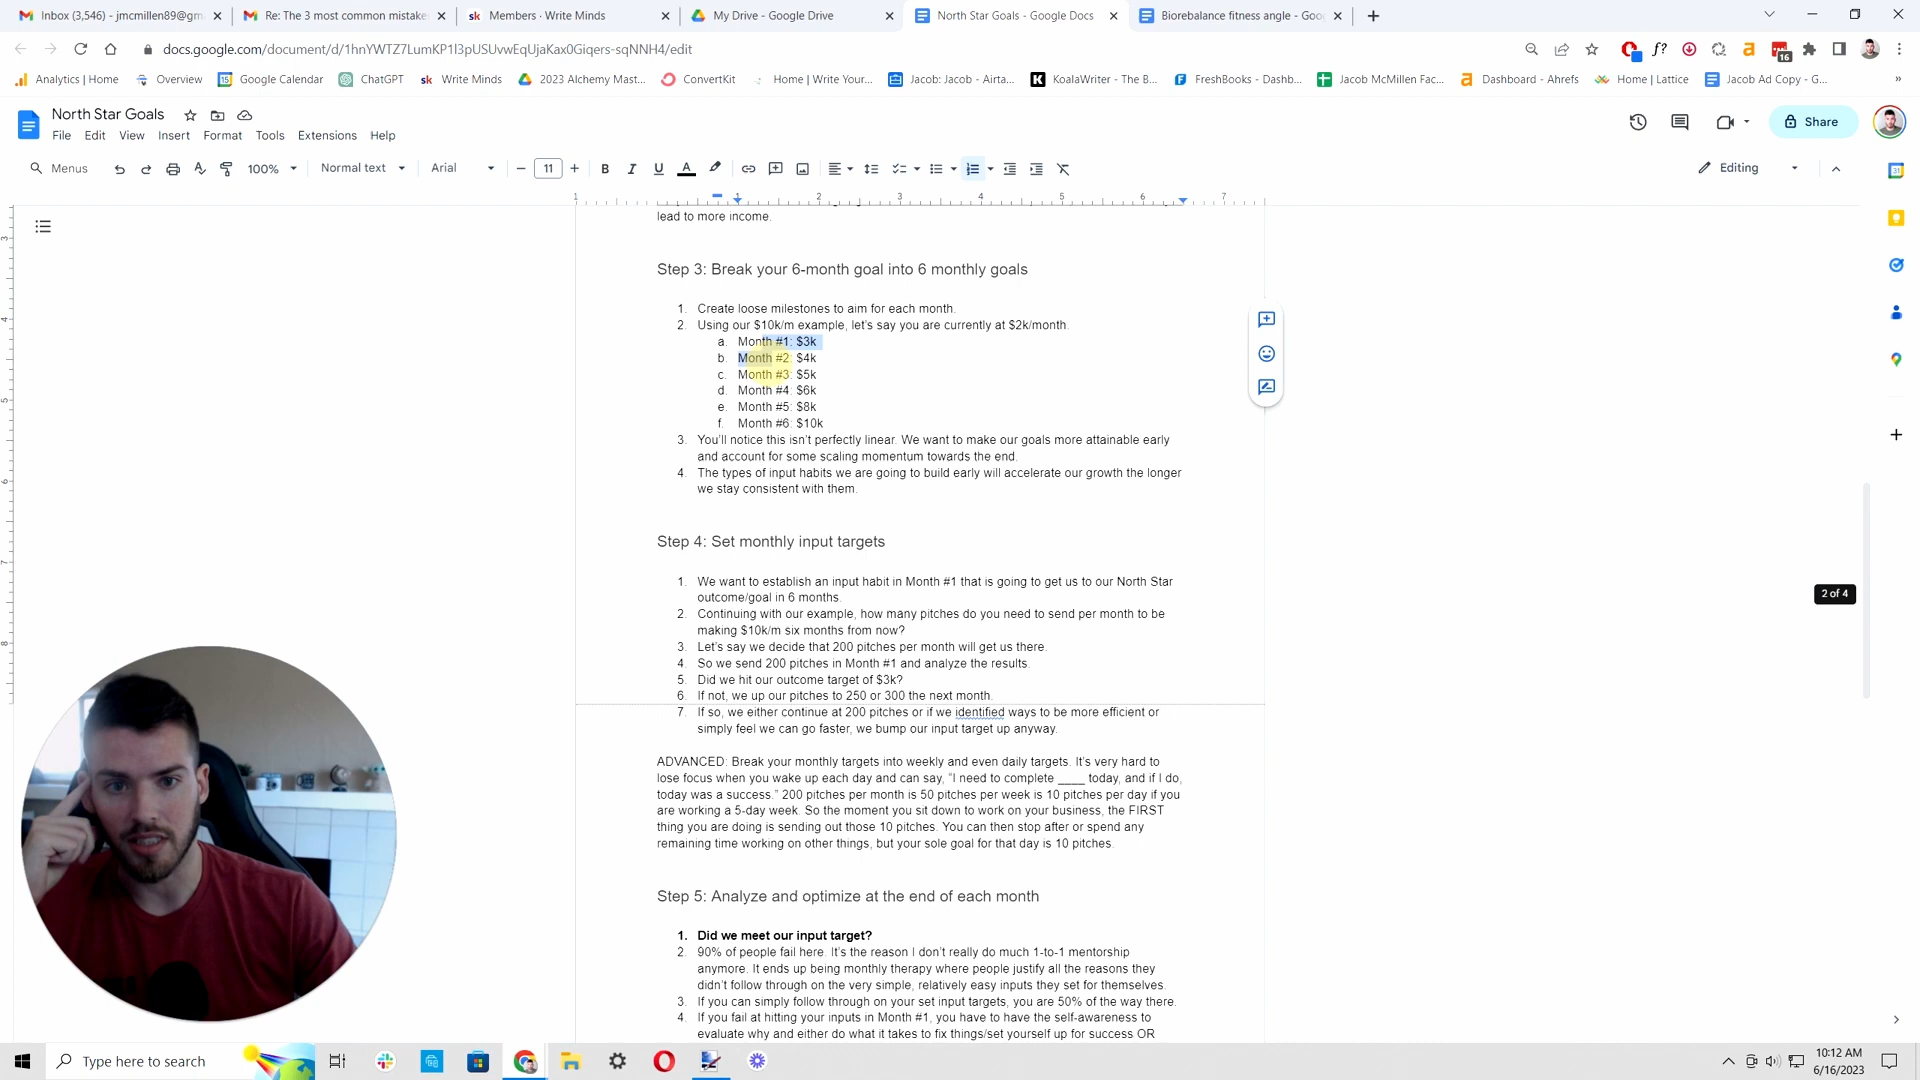 Inbox (3,546) - jmcmillen89@gm
Re: The 3 most common mistake
Members · Write Minds
My Drive - Google Drive
North Star Goals - Google Docs
Biorebalance fitness angle - Goo
docs.google.com/document/d/1hnYWTZ7LumKP1l3pUSUvwEqUjaKax0Giqers-sqNNH4/edit
Analytics | Home
Overview
Google Calendar
ChatGPT
Write Minds
2023 Alchemy Mast...
ConvertKit
Home | Write Your...
Jacob: Jacob - Airta...
KoalaWriter - The B...
FreshBooks - Dashb...
Jacob McMillen Fac...
Dashboard - Ahrefs
Home | Lattice
Jacob Ad Copy - G...
North Star Goals
File Edit View Insert Format Tools Extensions Help
Share
Menus 100% Normal text Arial 11 Editing
lead to more income.
Step 3: Break your 6-month goal into 6 monthly goals
1. Create loose milestones to aim for each month.
2. Using our $10k/m example, let's say you are currently at $2k/month.
a. Month #1: $3k
b. Month #2: $4k
c. Month #3: $5k
d. Month #4: $6k
e. Month #5: $8k
f. Month #6: $10k
3. You'll notice this isn't perfectly linear. We want to make our goals more attainable early
and account for some scaling momentum towards the end.
4. The types of input habits we are going to build early will accelerate our growth the longer
we stay consistent with them.
Step 4: Set monthly input targets
1. We want to establish an input habit in Month #1 that is going to get us to our North Star
outcome/goal in 6 months.
2. Continuing with our example, how many pitches do you need to send per month to be
making $10k/m six months from now?
3. Let's say we decide that 200 pitches per month will get us there.
4. So we send 200 pitches in Month #1 and analyze the results.
5. Did we hit our outcome target of $3k?
6. If not, we up our pitches to 250 or 300 the next month.
7. If so, we either continue at 200 pitches or if we identified ways to be more efficient or
simply feel we can go faster, we bump our input target up anyway.
ADVANCED: Break your monthly targets into weekly and even daily targets. It's very hard to
lose focus when you wake up each day and can say, "I need to complete ____ today, and if I do,
today was a success." 200 pitches per month is 50 pitches per week is 10 pitches per day if you
are working a 5-day week. So the moment you sit down to work on your business, the FIRST
thing you are doing is sending out those 10 pitches. You can then stop after or spend any
remaining time working on other things, but your sole goal for that day is 10 pitches.
Step 5: Analyze and optimize at the end of each month
1. Did we meet our input target?
2. 90% of people fail here. It's the reason I don't really do much 1-to-1 mentorship
anymore. It ends up being monthly therapy where people justify all the reasons they
didn't follow through on the very simple, relatively easy inputs they set for themselves.
3. If you can simply follow through on your set input targets, you are 50% of the way there.
4. If you fail at hitting your inputs in Month #1, you have to have the self-awareness to
evaluate why and either do what it takes to fix things/set yourself up for success OR
2 of 4
Type here to search
10:12 AM
6/16/2023